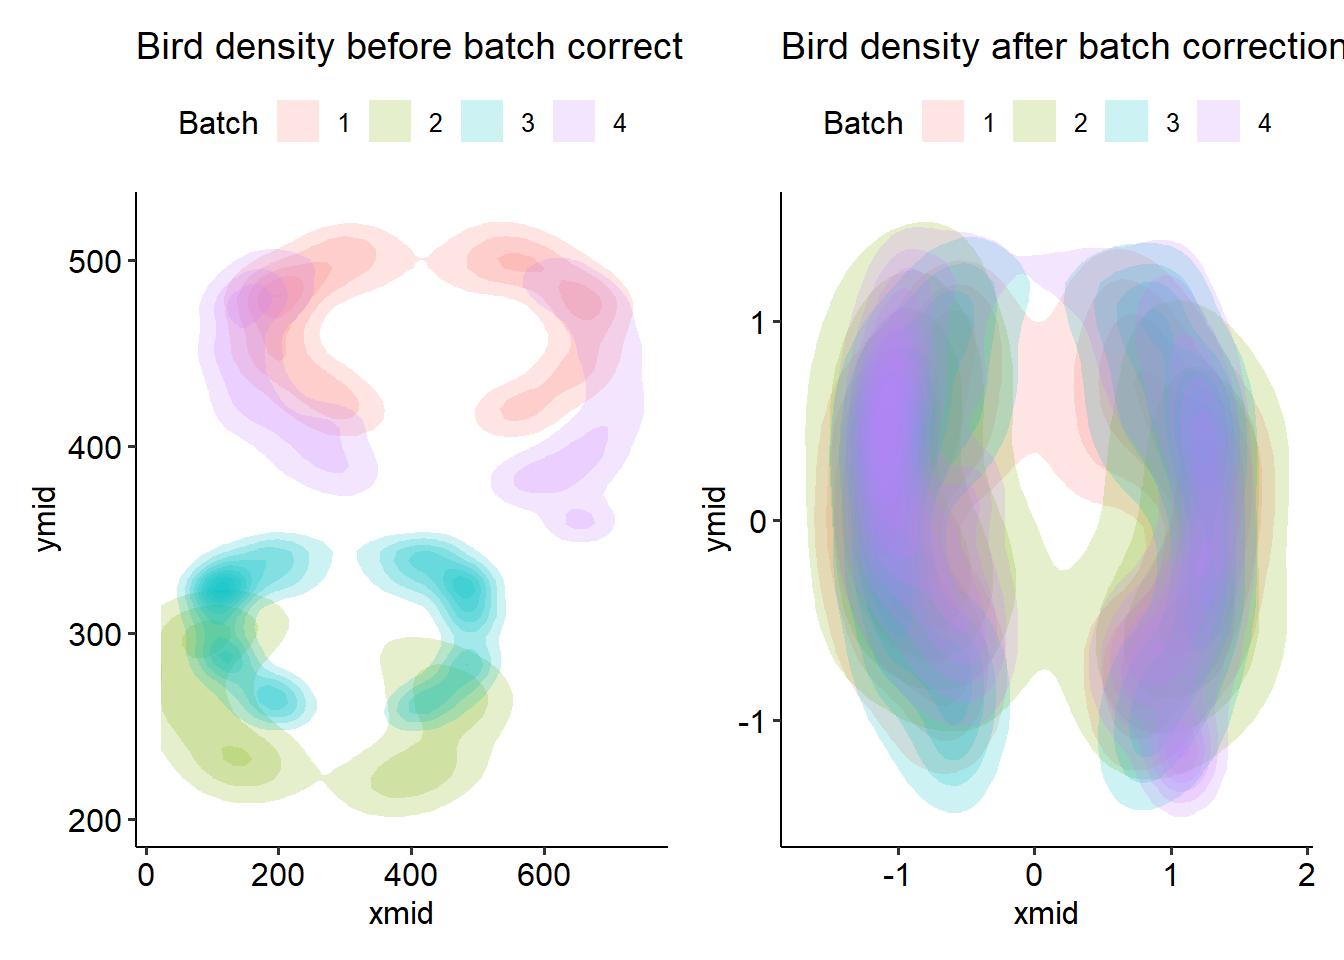 Bird density before batch correct
Batch 1 2 3 4
500
400
300
200
ymid
0 200 400 600
xmid
Bird density after batch correction
Batch 1 2 3 4
1
0
-1
ymid
-1 0 1 2
xmid